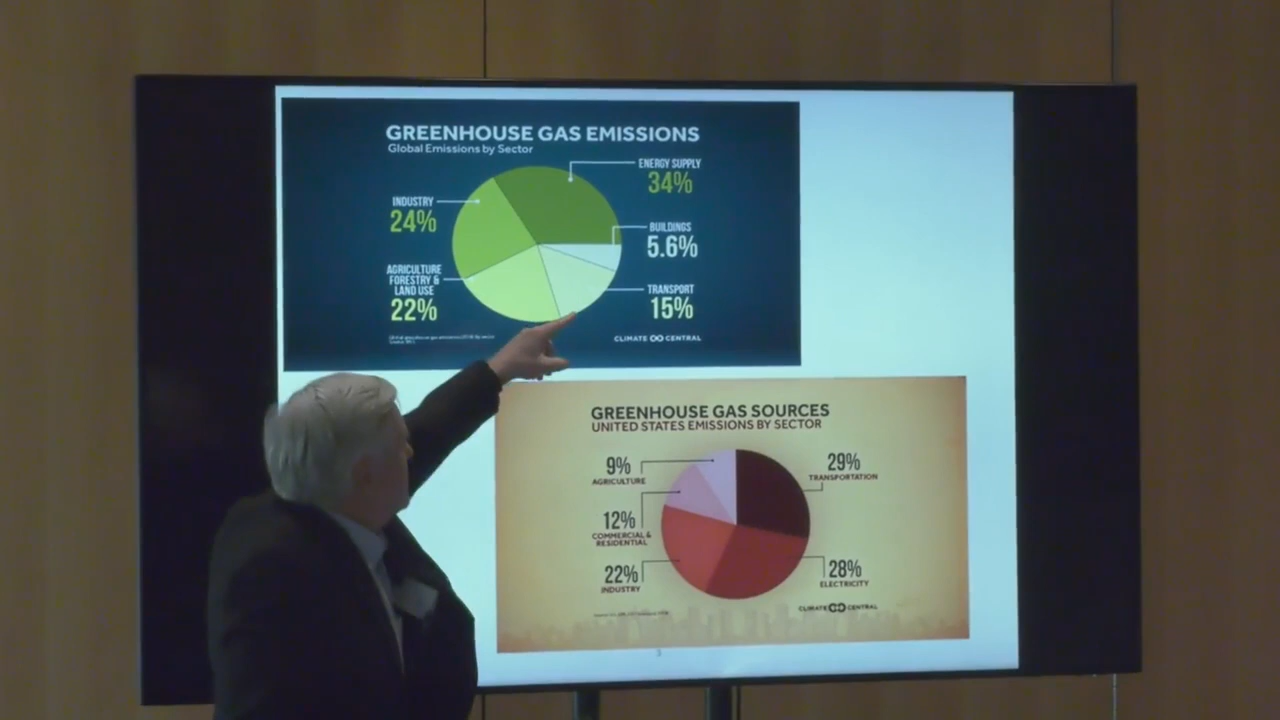 GREENHOUSE GAS EMISSIONS
Global Emissions by Sector
ENERGY SUPPLY
34%
INDUSTRY
24%
BUILDINGS
5.6%
AGRICULTURE
FORESTRY &
LAND USE
22%
TRANSPORT
15%
CLIMATE CENTRAL
GREENHOUSE GAS SOURCES
UNITED STATES EMISSIONS BY SECTOR
9%
AGRICULTURE
29%
TRANSPORTATION
12%
COMMERCIAL &
RESIDENTIAL
22%
INDUSTRY
28%
ELECTRICITY
CLIMATE CENTRAL
3